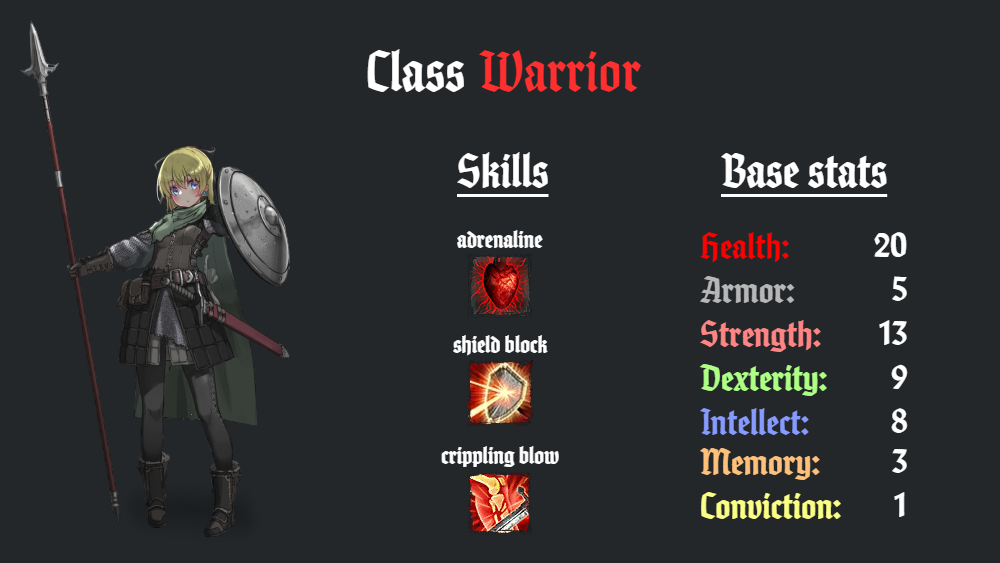 Class Warrior
Skills
adrenaline
shield block
crippling blow
Base stats
Health: 20
Armor: 5
Strength: 13
Dexterity: 9
Intellect: 8
Memory: 3
Conviction: 1